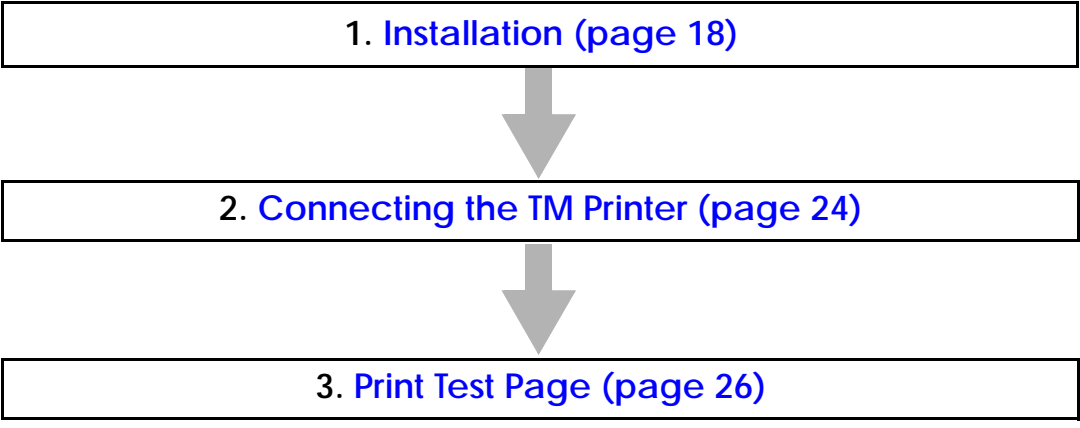 1. Installation (page 18)
2. Connecting the TM Printer (page 24)
3. Print Test Page (page 26)